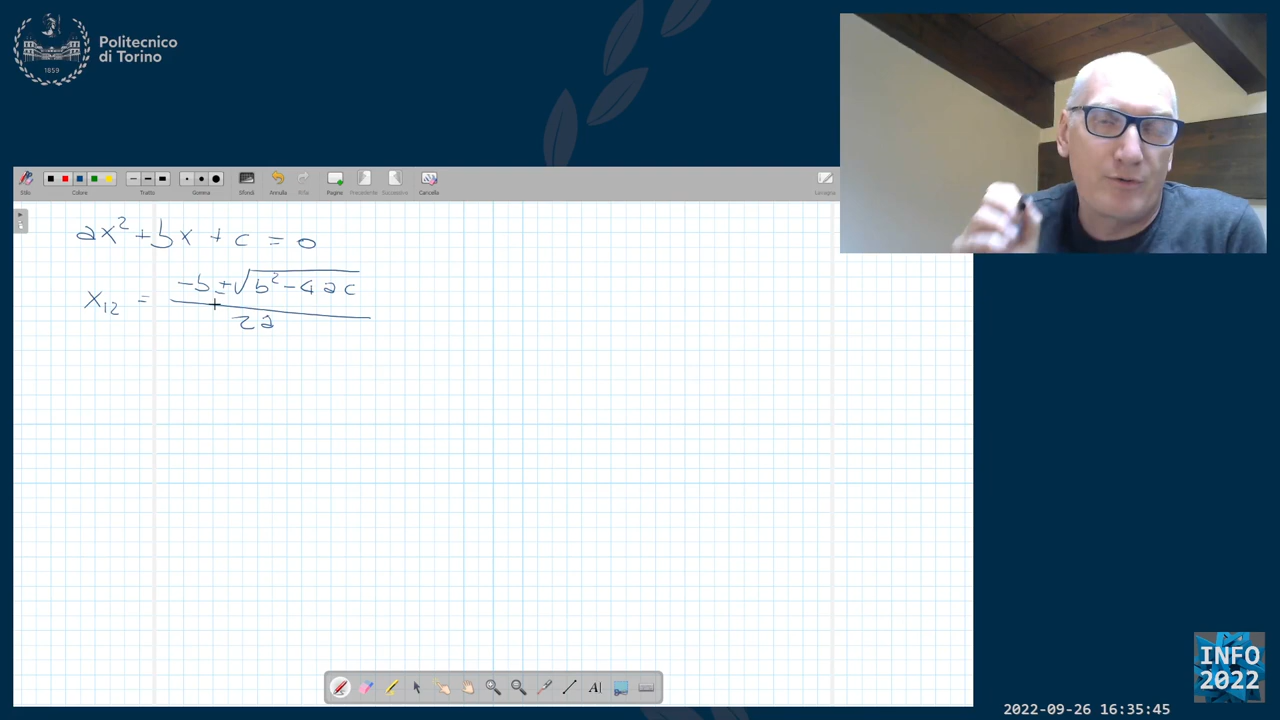 Politecnico
di Torino
1859
Stilo
Colore
Tratto
Gomma
Sfondi
Annulla
Rifai
Pagine
Precedente
Successivo
Cancella
Lavagna
ax²+bx+c=0
x₁₂ = (-b±√(b²-4ac))/2a
INFO
2022
2022-09-26 16:35:45